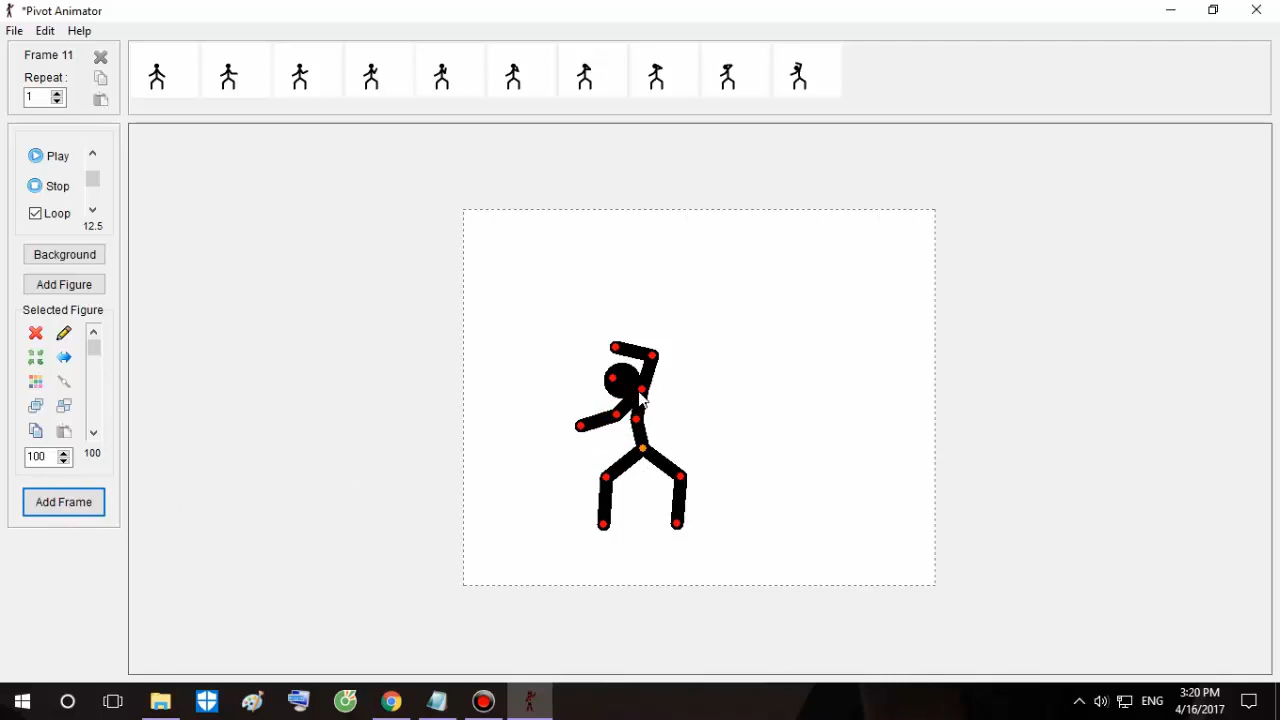 *Pivot Animator
File Edit Help
Frame 11
Repeat :
1
Play
Stop
Loop
12.5
Background
Add Figure
Selected Figure
100
100
Add Frame
ENG
3:20 PM
4/16/2017